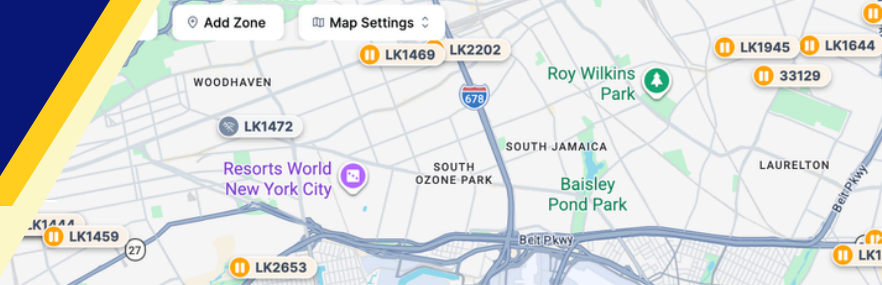 Add Zone
Map Settings
LK1469
LK2202
LK1945
LK1644
33129
WOODHAVEN
Roy Wilkins
Park
678
LK1472
SOUTH JAMAICA
Resorts World
New York City
SOUTH
OZONE PARK
LAURELTON
Baisley
Pond Park
Belt Pkwy
LK1444
LK1459
27
Belt Pkwy
LK1
LK2653